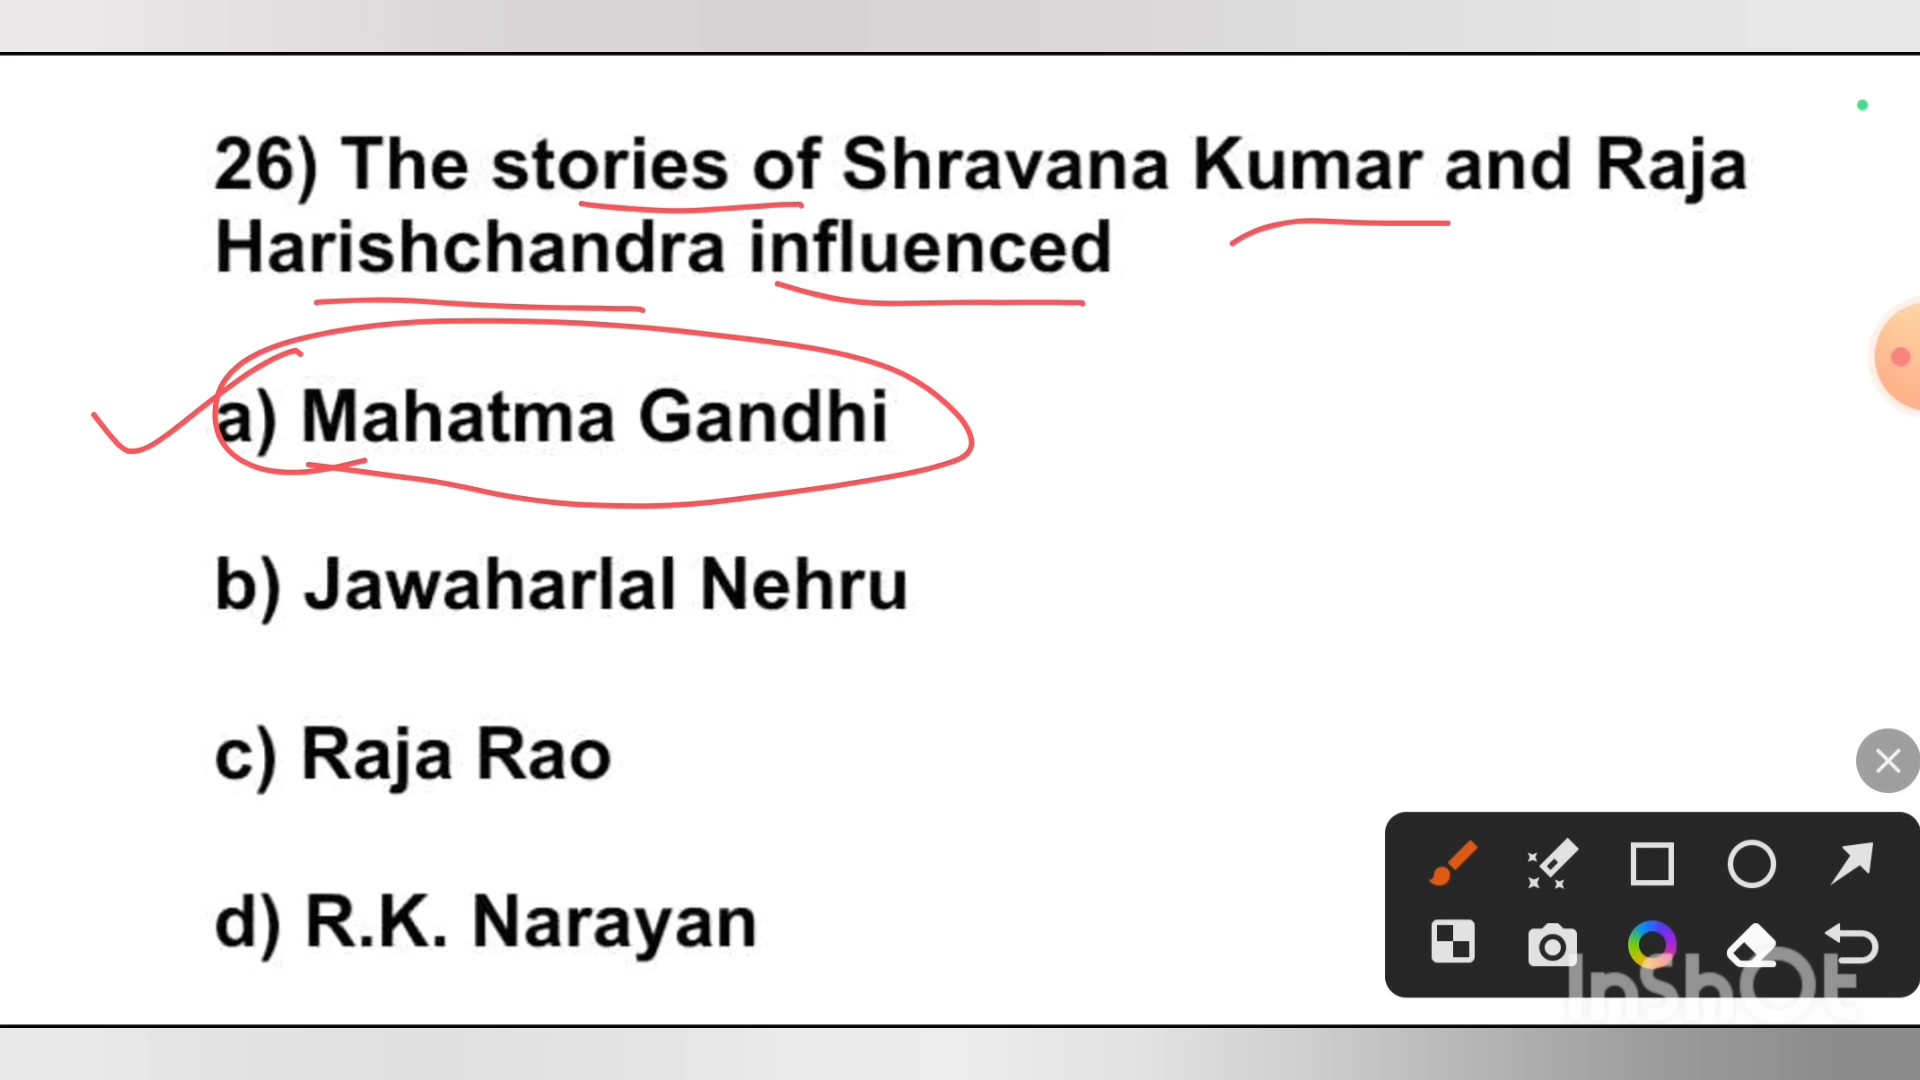 26) The stories of Shravana Kumar and Raja
Harishchandra influenced
a) Mahatma Gandhi
b) Jawaharlal Nehru
c) Raja Rao
d) R.K. Narayan
InShOt